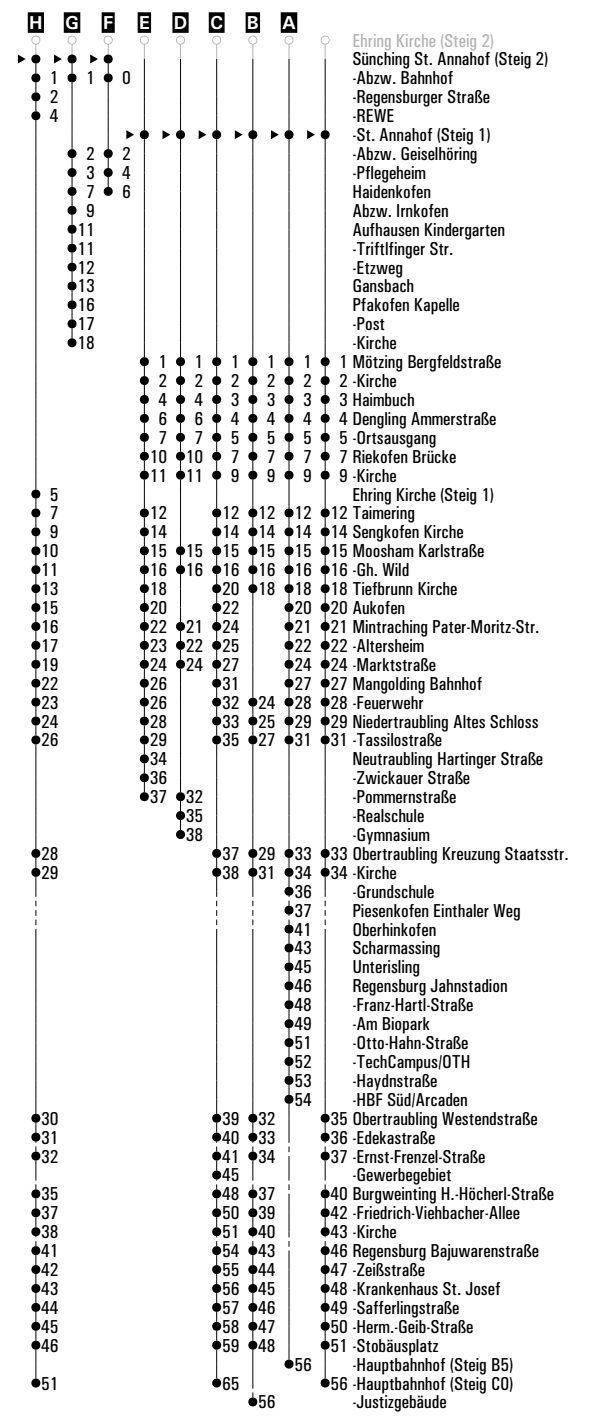 H G F E D C B A
Ehring Kirche (Steig 2)
Sünching St. Annahof (Steig 2)
1 1 0 -Abzw. Bahnhof
2 -Regensburger Straße
4 -REWE
-St. Annahof (Steig 1)
2 2 -Abzw. Geiselhöring
3 4 -Pflegeheim
7 6 Haidenkofen
9 Abzw. Irnkofen
11 Aufhausen Kindergarten
11 -Triftlfinger Str.
12 -Etzweg
13 Gansbach
16 Pfakofen Kapelle
17 -Post
18 -Kirche
1 1 1 1 1 1 Mötzing Bergfeldstraße
2 2 2 2 2 2 -Kirche
4 4 3 3 3 3 Haimbuch
6 6 4 4 4 4 Dengling Ammerstraße
7 7 5 5 5 5 -Ortsausgang
10 10 7 7 7 7 Riekofen Brücke
11 11 9 9 9 9 -Kirche
5 Ehring Kirche (Steig 1)
7 12 12 12 12 12 Taimering
9 14 14 14 14 14 Sengkofen Kirche
10 15 15 15 15 15 15 Moosham Karlstraße
11 16 16 16 16 16 16 -Gh. Wild
13 18 20 18 18 18 Tiefbrunn Kirche
15 20 22 20 20 Aukofen
16 22 21 24 21 21 Mintraching Pater-Moritz-Str.
17 23 22 25 22 22 -Altersheim
19 24 24 27 24 24 -Marktstraße
22 26 31 27 27 Mangolding Bahnhof
23 26 32 24 28 28 -Feuerwehr
24 28 33 25 29 29 Niedertraubling Altes Schloss
26 29 35 27 31 31 -Tassilostraße
34 Neutraubling Hartinger Straße
36 -Zwickauer Straße
37 32 -Pommernstraße
35 -Realschule
38 -Gymnasium
28 37 29 33 33 Obertraubling Kreuzung Staatsstr.
29 38 31 34 34 -Kirche
36 -Grundschule
37 Piesenkofen Einthaler Weg
41 Oberhinkofen
43 Scharmassing
45 Unterisling
46 Regensburg Jahnstadion
48 -Franz-Hartl-Straße
49 -Am Biopark
51 -Otto-Hahn-Straße
52 -TechCampus/OTH
53 -Haydnstraße
54 -HBF Süd/Arcaden
30 39 32 35 Obertraubling Westendstraße
31 40 33 36 -Edekastraße
32 41 34 37 -Ernst-Frenzel-Straße
45 -Gewerbegebiet
35 48 37 40 Burgweinting H.-Höcherl-Straße
37 50 39 42 -Friedrich-Viehbacher-Allee
38 51 40 43 -Kirche
41 54 43 46 Regensburg Bajuwarenstraße
42 55 44 47 -Zeißstraße
43 56 45 48 -Krankenhaus St. Josef
44 57 46 49 -Safferlingstraße
45 58 47 50 -Herm.-Geib-Straße
46 59 48 51 -Stobäusplatz
56 -Hauptbahnhof (Steig B5)
51 65 56 -Hauptbahnhof (Steig C0)
56 -Justizgebäude